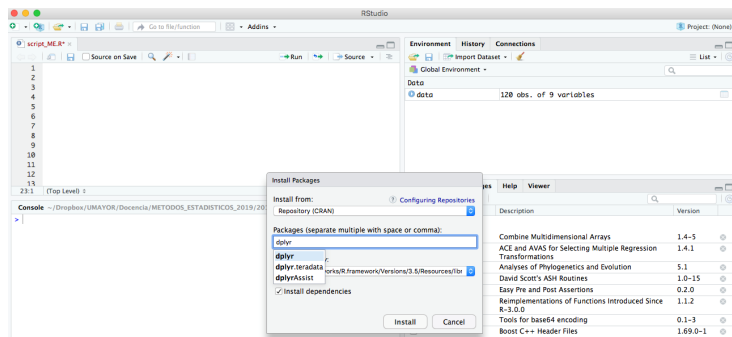 RStudio
Go to file/function
Addins
Project: (None)
script_ME.R*
Source on Save
Run
Source
1
2
3
4
5
6
7
8
9
10
11
12
13
23:1 (Top Level)
Console ~/Dropbox/UMAYOR/Docencia/METODOS_ESTADISTICOS_2019/20
>
Environment History Connections
Import Dataset
List
Global Environment
Data
data 120 obs. of 9 variables
Install Packages
Install from:
? Configuring Repositories
Repository (CRAN)
Packages (separate multiple with space or comma):
dplyr
dplyr
dplyr.teradata
dplyrAssist
works/R.framework/Versions/3.5/Resources/libr
Install dependencies
Install Cancel
ges Help Viewer
Description Version
Combine Multidimensional Arrays 1.4-5
ACE and AVAS for Selecting Multiple Regression Transformations 1.4.1
Analyses of Phylogenetics and Evolution 5.1
David Scott's ASH Routines 1.0-15
Easy Pre and Post Assertions 0.2.0
Reimplementations of Functions Introduced Since R-3.0.0 1.1.2
Tools for base64 encoding 0.1-3
Boost C++ Header Files 1.69.0-1